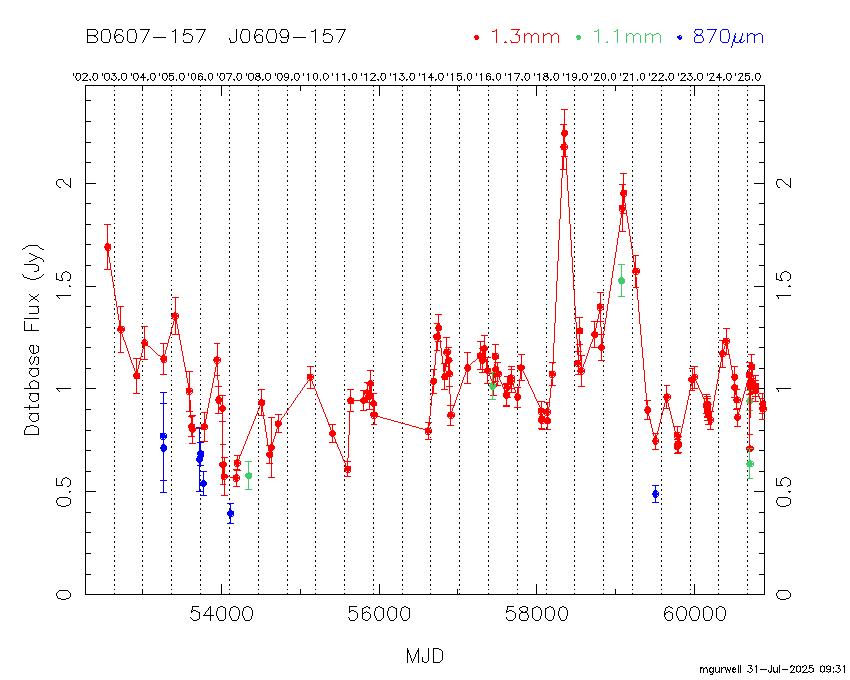 B0607-157 J0609-157 1.3mm 1.1mm 870μm
'02.0 '03.0 '04.0 '05.0 '06.0 '07.0 '08.0 '09.0 '10.0 '11.0 '12.0 '13.0 '14.0 '15.0 '16.0 '17.0 '18.0 '19.0 '20.0 '21.0 '22.0 '23.0 '24.0 '25.0
2 2
1.5 1.5
Database Flux (Jy)
1 1
0.5 0.5
0 0
54000 56000 58000 60000
MJD
mgurwell 31-Jul-2025 09:31